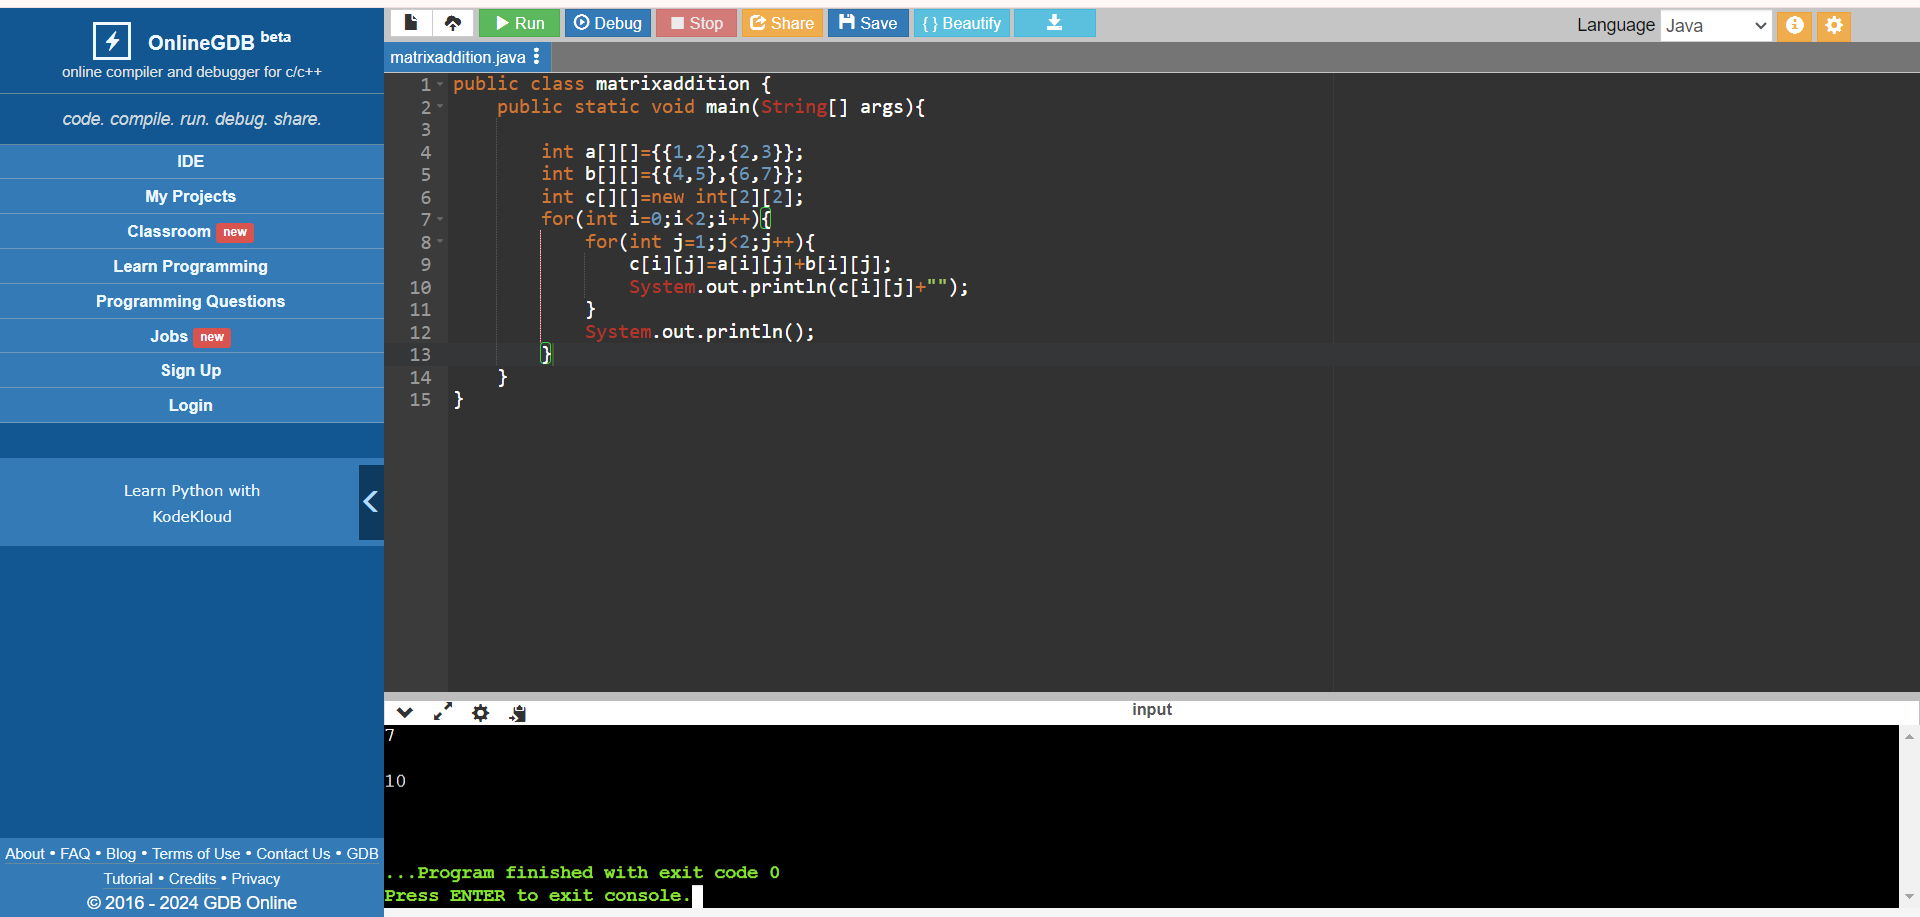 OnlineGDB beta
online compiler and debugger for c/c++
code. compile. run. debug. share.
IDE
My Projects
Classroom new
Learn Programming
Programming Questions
Jobs new
Sign Up
Login
Learn Python with
KodeKloud
About • FAQ • Blog • Terms of Use • Contact Us • GDB
Tutorial • Credits • Privacy
© 2016 - 2024 GDB Online
Run Debug Stop Share Save { } Beautify Language Java
matrixaddition.java
1 public class matrixaddition {
2     public static void main(String[] args){
3
4         int a[][]={{1,2},{2,3}};
5         int b[][]={{4,5},{6,7}};
6         int c[][]=new int[2][2];
7         for(int i=0;i<2;i++){
8             for(int j=1;j<2;j++){
9                 c[i][j]=a[i][j]+b[i][j];
10                 System.out.println(c[i][j]+"");
11             }
12             System.out.println();
13         }
14     }
15 }
input
7
10
...Program finished with exit code 0
Press ENTER to exit console.